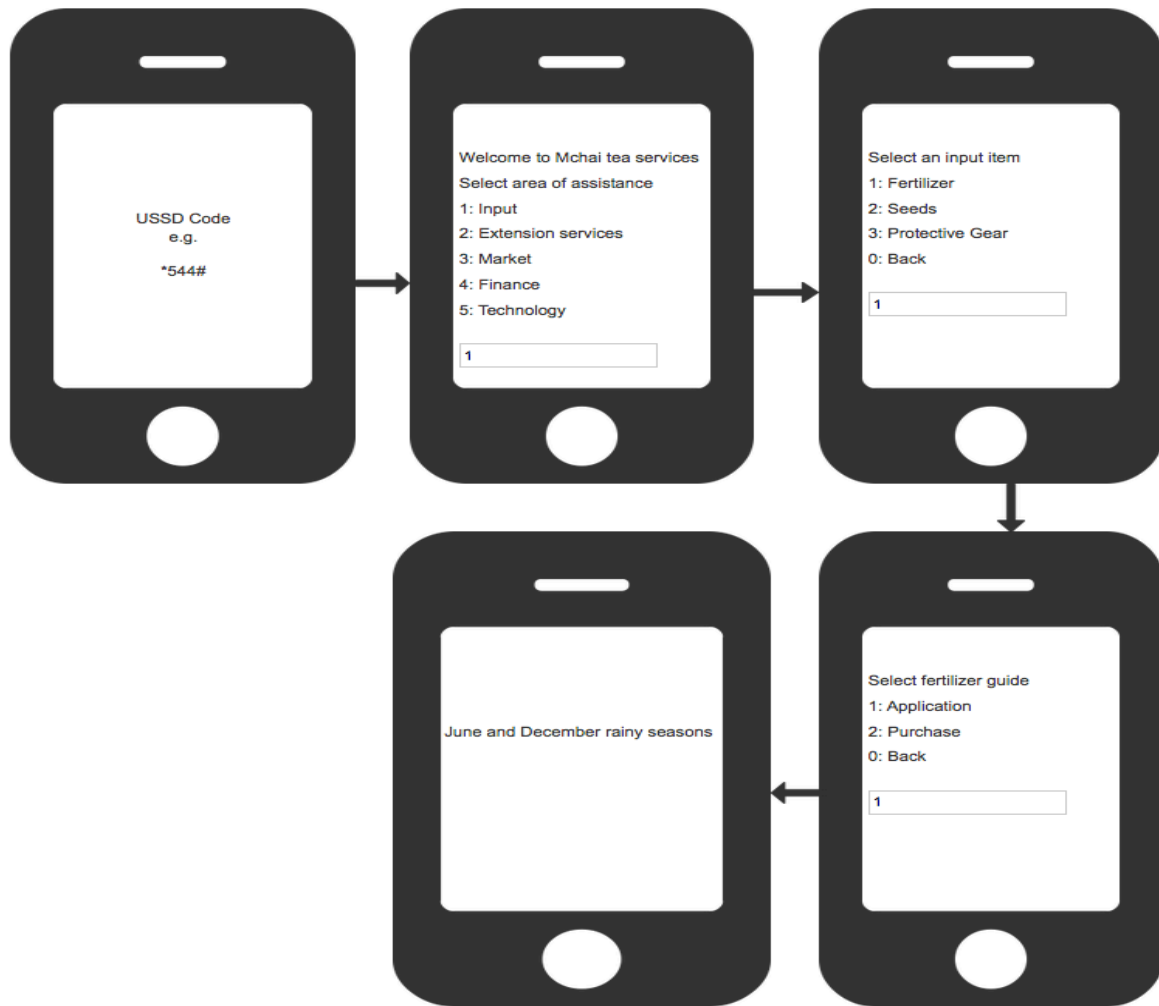 USSD Code
e.g.
*544#
Welcome to Mchai tea services
Select area of assistance
1: Input
2: Extension services
3: Market
4: Finance
5: Technology
1
Select an input item
1: Fertilizer
2: Seeds
3: Protective Gear
0: Back
1
Select fertilizer guide
1: Application
2: Purchase
0: Back
1
June and December rainy seasons